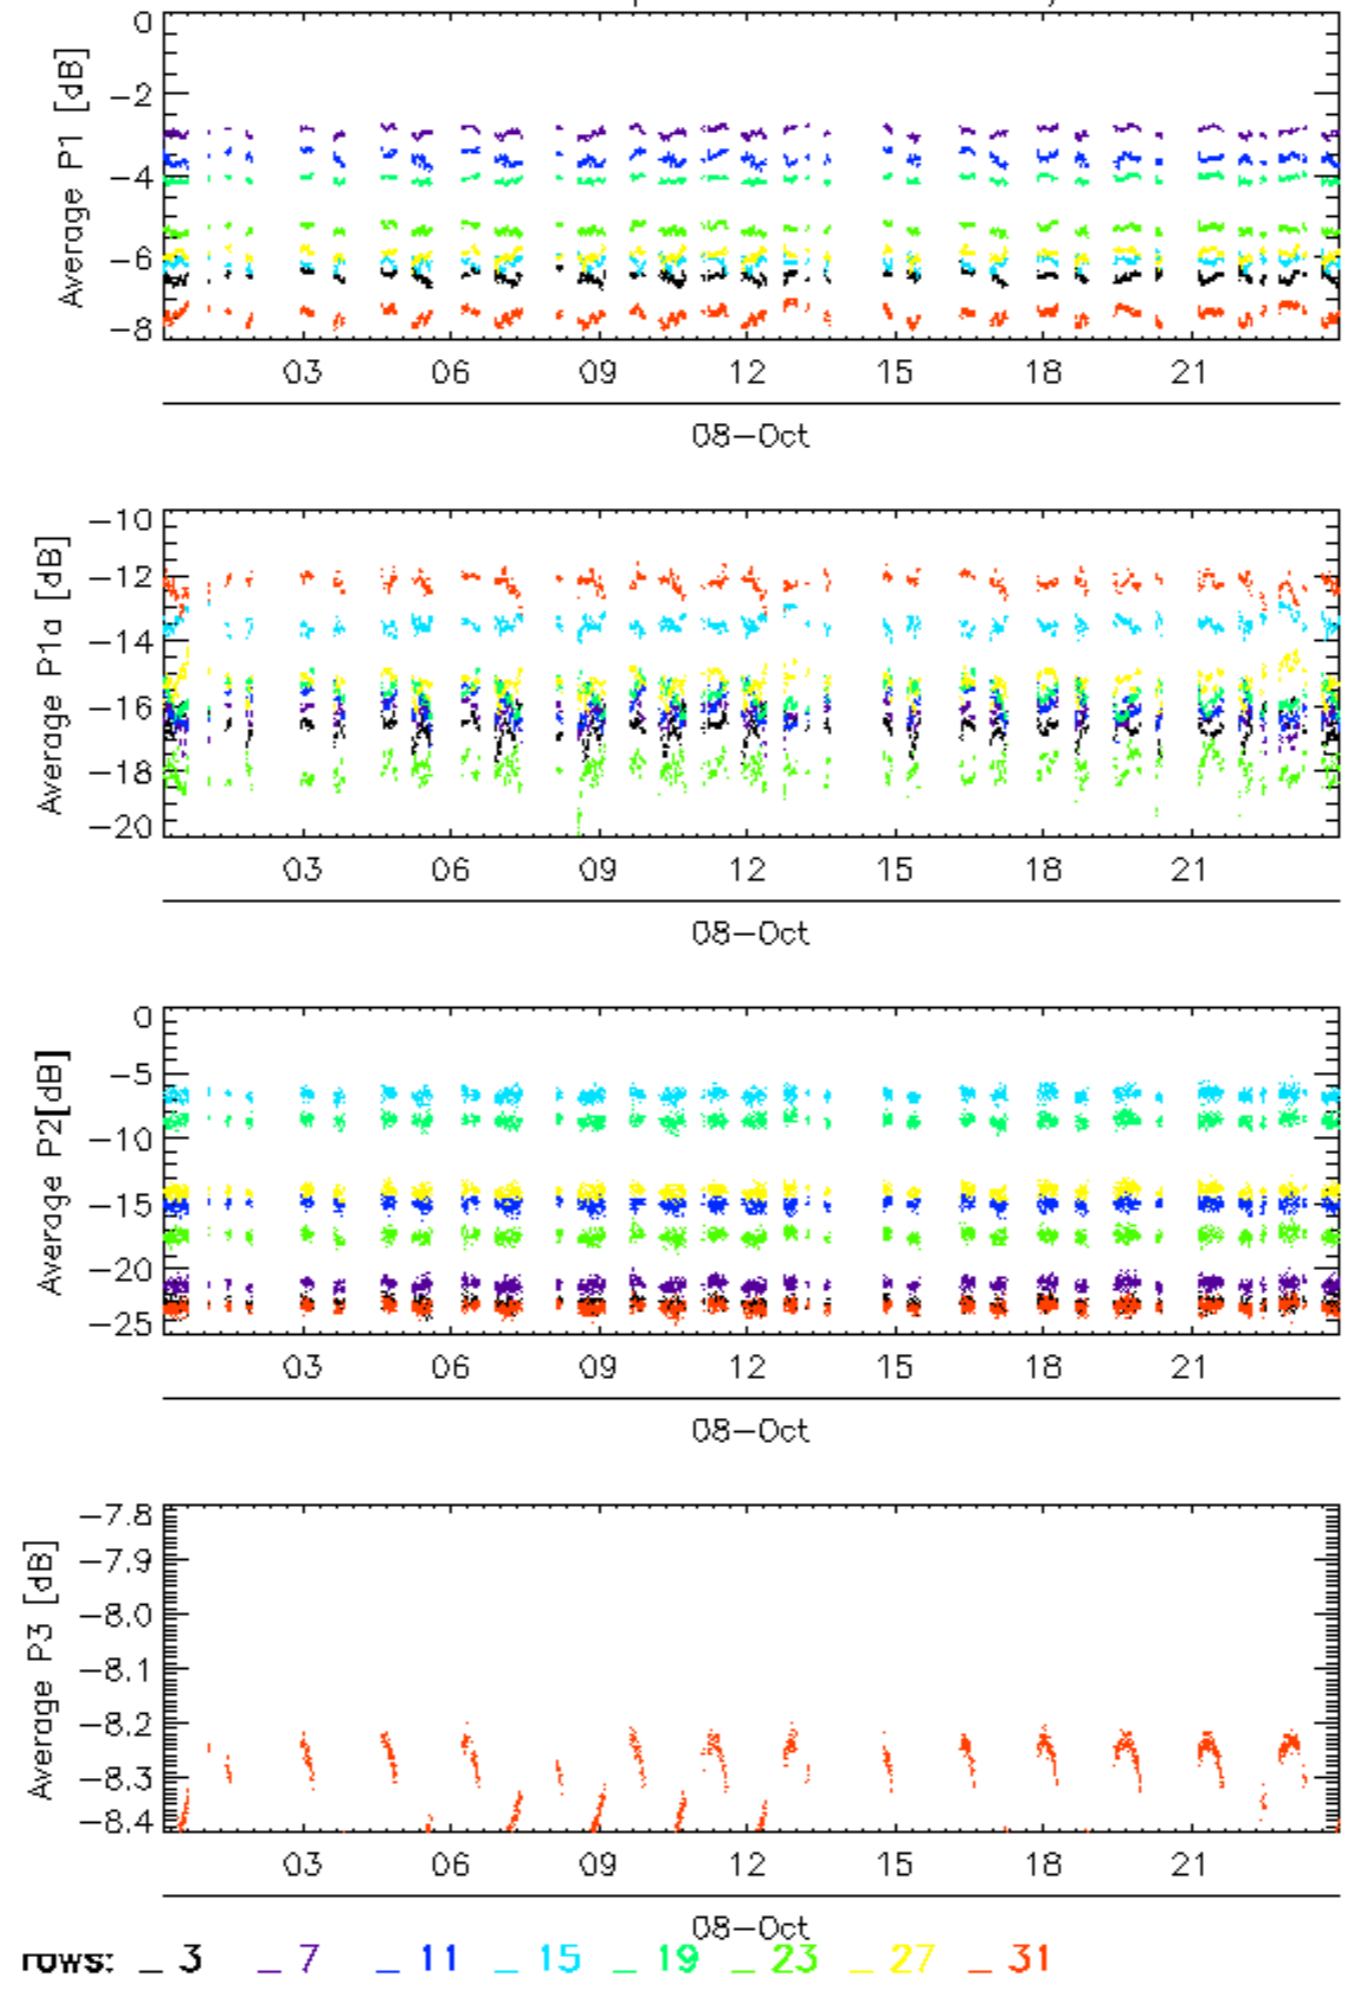 0
-2
-4
-6
-8
Average P1 [dB]
03 06 09 12 15 18 21
08-Oct
-10
-12
-14
-16
-18
-20
Average P1a [dB]
03 06 09 12 15 18 21
08-Oct
0
-5
-10
-15
-20
-25
Average P2[dB]
03 06 09 12 15 18 21
08-Oct
-7.8
-7.9
-8.0
-8.1
-8.2
-8.3
-8.4
Average P3 [dB]
03 06 09 12 15 18 21
08-Oct
rows: _ 3 _ 7 _ 11 _ 15 _ 19 _ 23 _ 27 _ 31